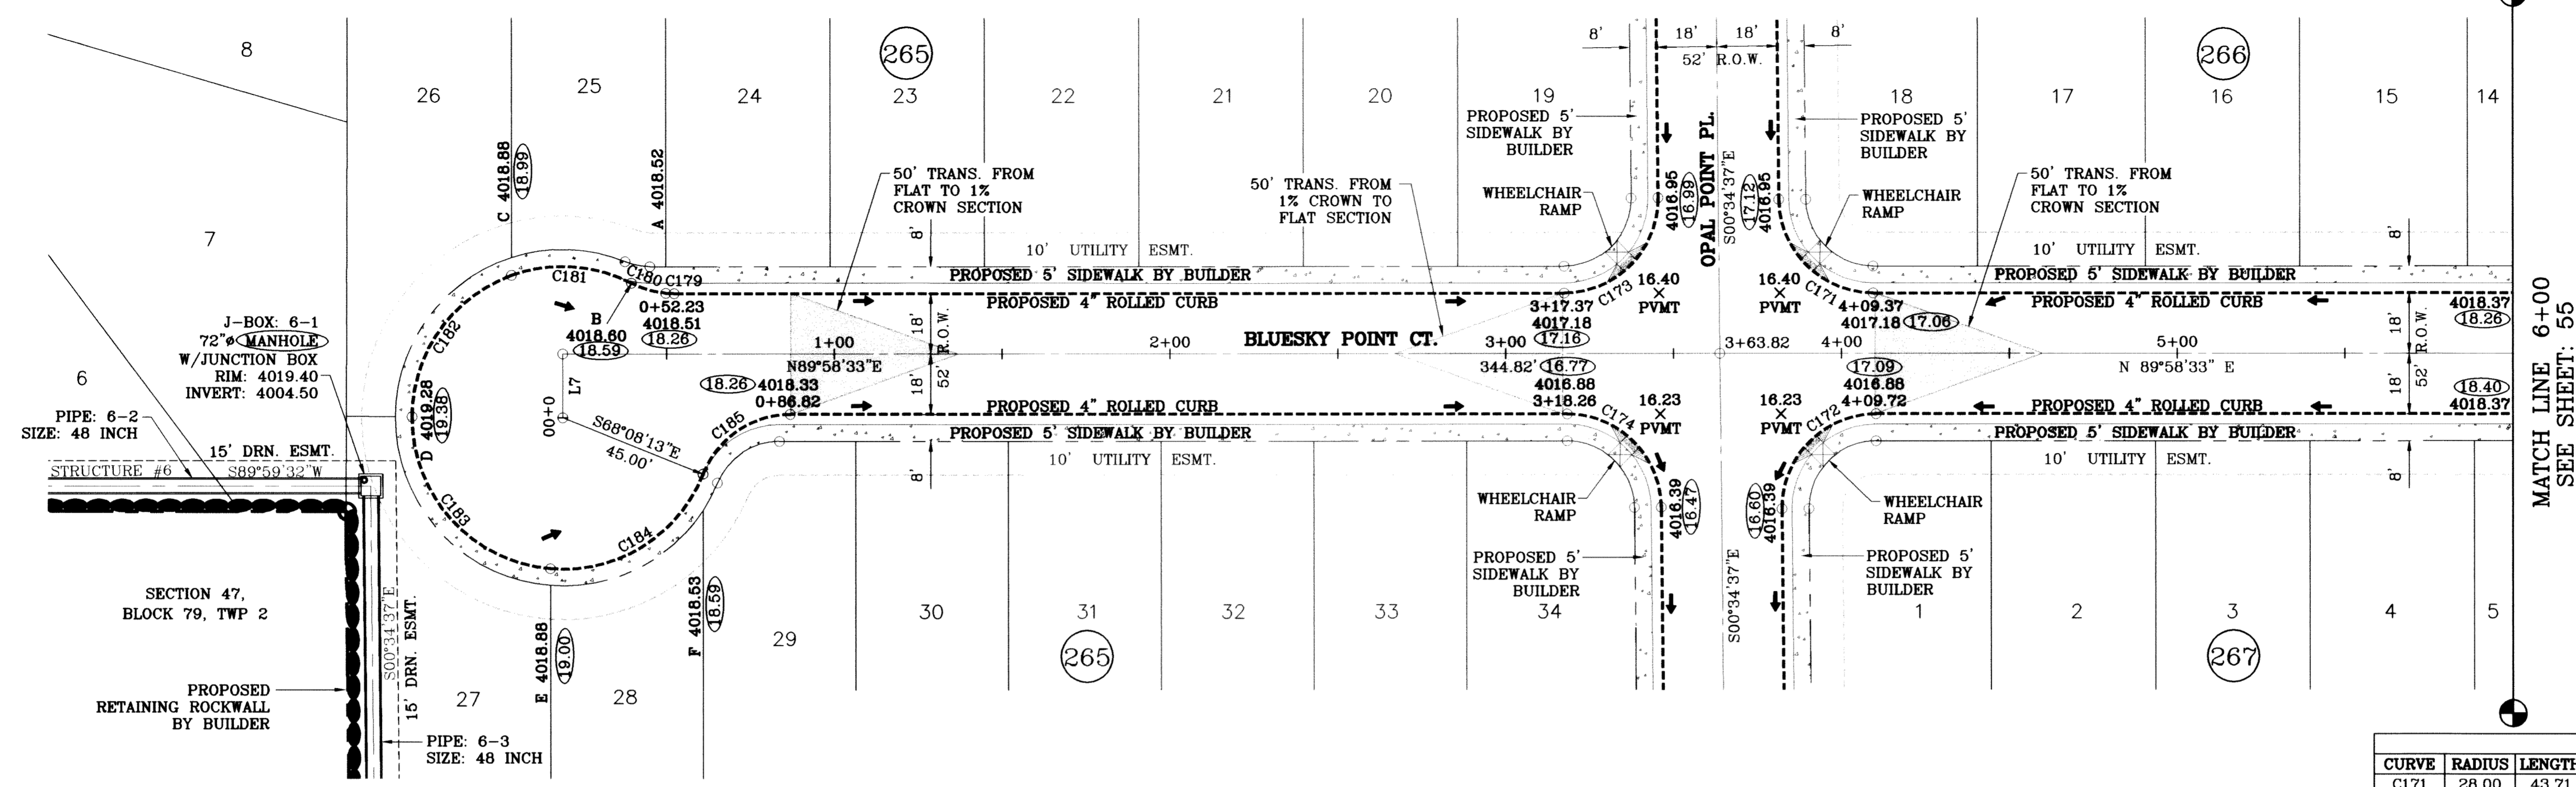 8
26
25
24
265
23
22
21
20
19
8'
18'
18'
8'
52' R.O.W.
266
18
17
16
15
14
7
6
C 4018.88
18.99
A 4018.52
50' TRANS. FROM
FLAT TO 1%
CROWN SECTION
50' TRANS. FROM
1% CROWN TO
FLAT SECTION
PROPOSED 5'
SIDEWALK BY
BUILDER
WHEELCHAIR
RAMP
4016.95
16.99
OPAL POINT PL.
S00°34'37"E
17.12
4016.95
PROPOSED 5'
SIDEWALK BY
BUILDER
WHEELCHAIR
RAMP
50' TRANS. FROM
FLAT TO 1%
CROWN SECTION
8'
10' UTILITY ESMT.
10' UTILITY ESMT.
8'
PROPOSED 5' SIDEWALK BY BUILDER
PROPOSED 5' SIDEWALK BY BUILDER
C181
C180
C179
C182
PROPOSED 4" ROLLED CURB
PROPOSED 4" ROLLED CURB
C173
16.40
PVMT
16.40
PVMT
C171
B
4018.60
18.59
0+52.23
4018.51
18.26
3+17.37
4017.18
17.16
4+09.37
4017.18
17.06
4018.37
18.26
18'
R.O.W.
52'
18'
18'
R.O.W.
52'
18'
1+00
2+00
BLUESKY POINT CT.
3+00
3+63.82
4+00
5+00
N89°58'33"E
344.82'
N 89°58'33" E
J-BOX: 6-1
72"ø MANHOLE
W/JUNCTION BOX
RIM: 4019.40
INVERT: 4004.50
PIPE: 6-2
SIZE: 48 INCH
D 4019.28
19.38
L7
00+0
S68°08'13"E
45.00'
18.26
4018.33
0+86.82
C185
16.77
4016.88
3+18.26
C174
16.23
PVMT
16.23
PVMT
C172
17.09
4016.88
4+09.72
18.40
4018.37
PROPOSED 4" ROLLED CURB
PROPOSED 4" ROLLED CURB
PROPOSED 5' SIDEWALK BY BUILDER
PROPOSED 5' SIDEWALK BY BUILDER
10' UTILITY ESMT.
10' UTILITY ESMT.
8'
8'
MATCH LINE 6+00
SEE SHEET: 55
15' DRN. ESMT.
STRUCTURE #6
S89°59'32"W
C183
C184
WHEELCHAIR
RAMP
4016.39
16.47
16.60
4016.39
WHEELCHAIR
RAMP
PROPOSED 5'
SIDEWALK BY
BUILDER
S00°34'37"E
PROPOSED 5'
SIDEWALK BY
BUILDER
SECTION 47,
BLOCK 79, TWP 2
S00°34'37"E
15' DRN. ESMT.
E 4018.88
19.00
F 4018.53
18.59
27
28
29
30
31
265
32
33
34
1
2
3
267
4
5
PROPOSED
RETAINING ROCKWALL
BY BUILDER
PIPE: 6-3
SIZE: 48 INCH
CURVE RADIUS LENGTH
C171 28.00 43.71